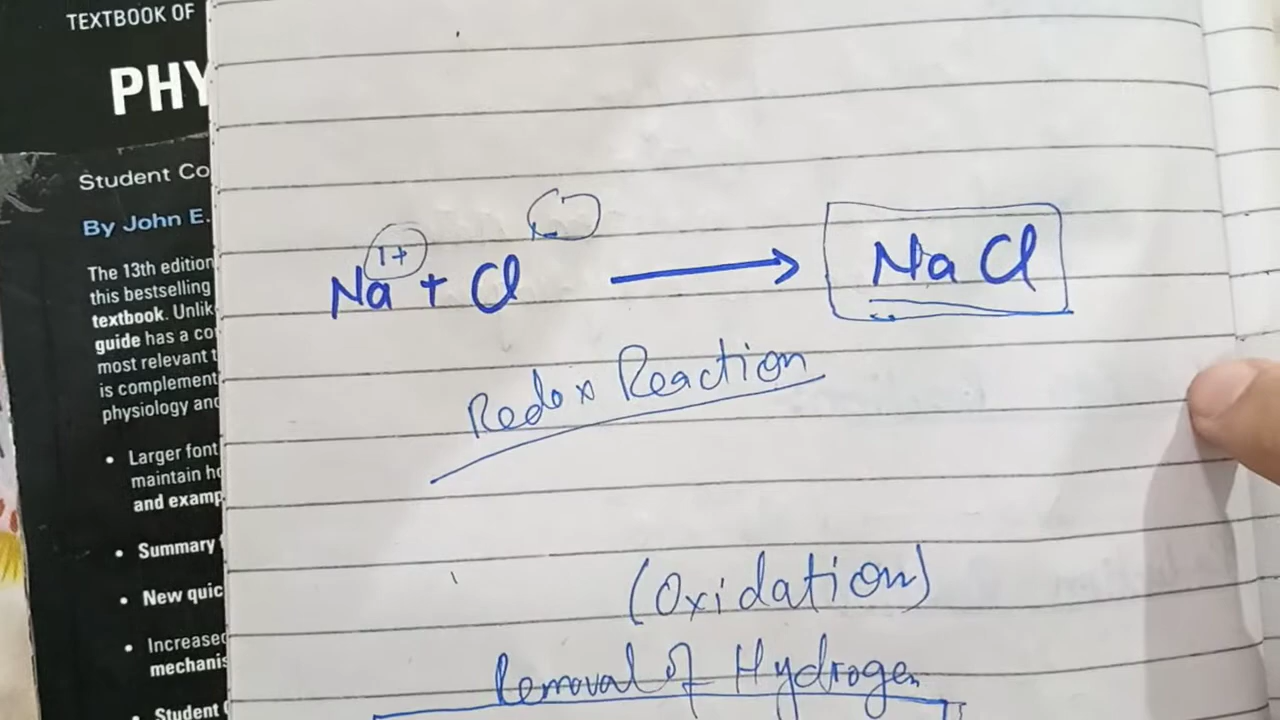 TEXTBOOK OF
PHY
Student Co
By John E.
The 13th edition
this bestselling
textbook. Unlik
guide has a co
most relevant t
is complement
physiology and
• Larger font
maintain ho
and examp
• Summary
• New quic
• Increased
mechanis
• Student
1+
Na + Cl → NaCl
Redox Reaction
(Oxidation)
Removal of Hydrogen